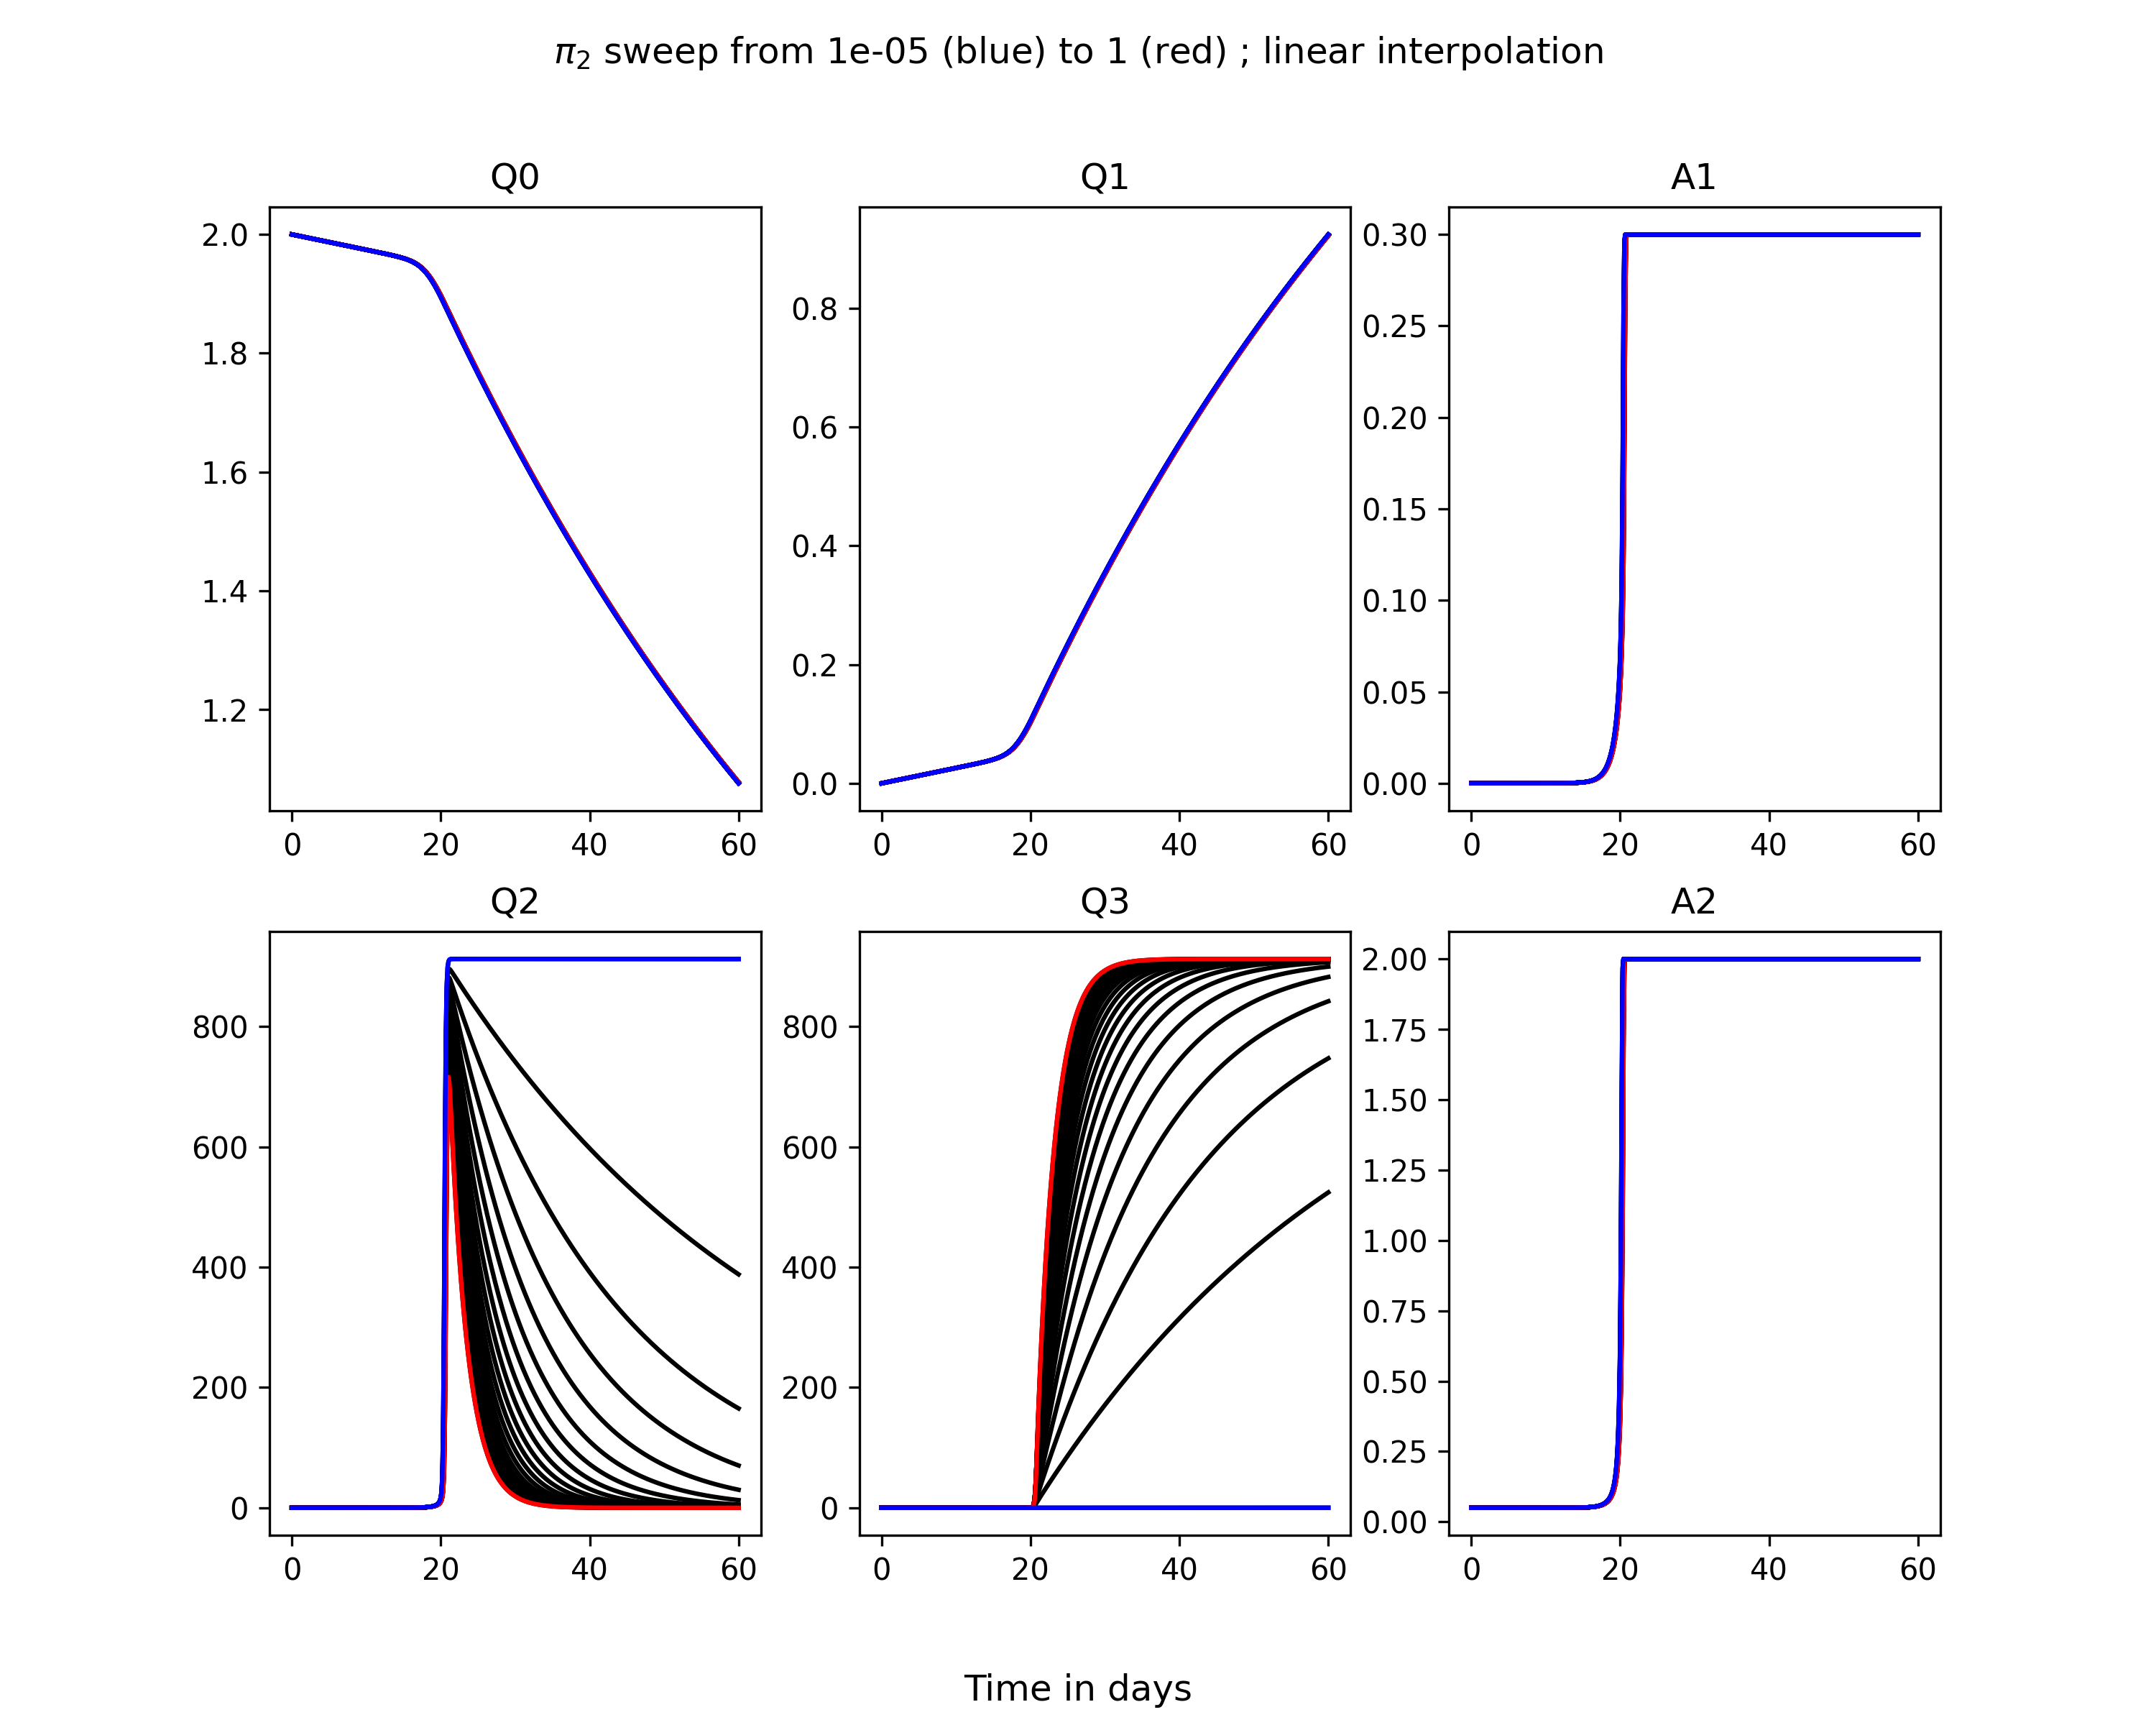 π₂ sweep from 1e-05 (blue) to 1 (red) ; linear interpolation
Q0
2.0
1.8
1.6
1.4
1.2
0 20 40 60
Q1
0.8
0.6
0.4
0.2
0.0
0 20 40 60
A1
0.30
0.25
0.20
0.15
0.10
0.05
0.00
0 20 40 60
Q2
800
600
400
200
0
0 20 40 60
Q3
800
600
400
200
0
0 20 40 60
A2
2.00
1.75
1.50
1.25
1.00
0.75
0.50
0.25
0.00
0 20 40 60
Time in days